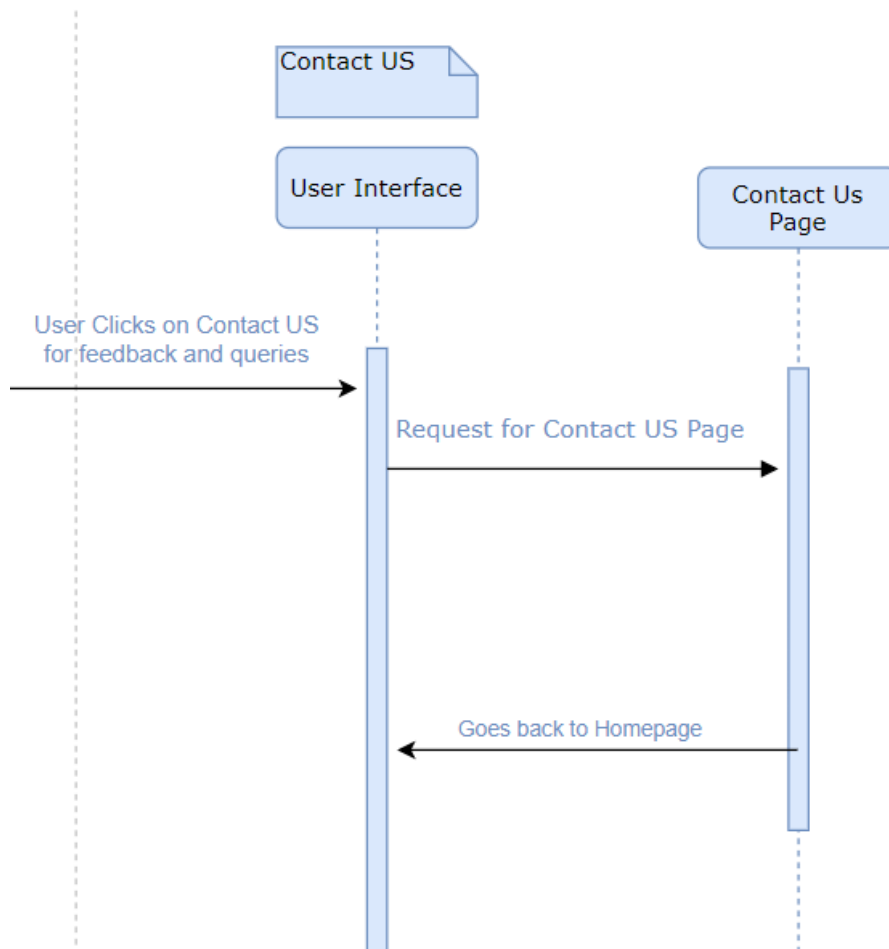 Contact US
User Interface
Contact Us
Page
User Clicks on Contact US
for feedback and queries
Request for Contact US Page
Goes back to Homepage